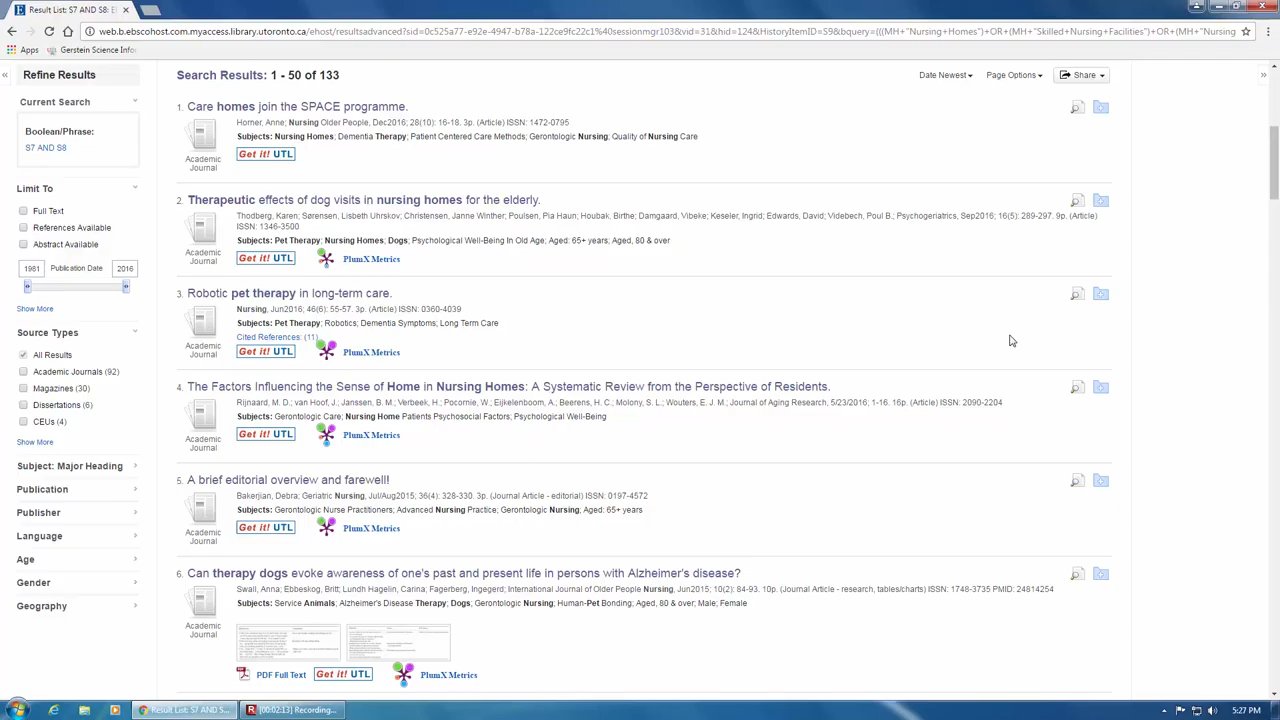 Result List: S7 AND S8: El
web.b.ebscohost.com.myaccess.library.utoronto.ca/ehost/resultsadvanced?sid=0c525a77-e92e-4947-b78a-122ce9fc22c1%40sessionmgr103&vid=31&hid=124&HistoryItemID=S9&bquery=(((MH+"Nursing+Homes")+OR+(MH+"Skilled+Nursing+Facilities")+OR+(MH+"Nursing
Apps Gerstein Science Info
Refine Results
Current Search
Boolean/Phrase:
S7 AND S8
Limit To
Full Text
References Available
Abstract Available
1981 Publication Date 2016
Show More
Source Types
All Results
Academic Journals (92)
Magazines (30)
Dissertations (6)
CEUs (4)
Show More
Subject: Major Heading
Publication
Publisher
Language
Age
Gender
Geography
Search Results: 1 - 50 of 133
Date Newest Page Options Share
1. Care homes join the SPACE programme.
Horner, Anne; Nursing Older People, Dec2016; 28(10): 16-18. 3p. (Article) ISSN: 1472-0795
Subjects: Nursing Homes; Dementia Therapy; Patient Centered Care Methods; Gerontologic Nursing; Quality of Nursing Care
Academic
Journal
Get it! UTL
2. Therapeutic effects of dog visits in nursing homes for the elderly.
Thodberg, Karen; Sørensen, Lisbeth Uhrskov; Christensen, Janne Winther; Poulsen, Pia Haun; Houbak, Birthe; Damgaard, Vibeke; Keseler, Ingrid; Edwards, David; Videbech, Poul B.; Psychogeriatrics, Sep2016; 16(5): 289-297. 9p. (Article)
ISSN: 1346-3500
Subjects: Pet Therapy; Nursing Homes; Dogs; Psychological Well-Being In Old Age; Aged: 65+ years; Aged, 80 & over
Academic
Journal
Get it! UTL PlumX Metrics
3. Robotic pet therapy in long-term care.
Nursing, Jun2016; 46(6): 55-57. 3p. (Article) ISSN: 0360-4039
Subjects: Pet Therapy; Robotics; Dementia Symptoms; Long Term Care
Cited References: (11)
Academic
Journal
Get it! UTL PlumX Metrics
4. The Factors Influencing the Sense of Home in Nursing Homes: A Systematic Review from the Perspective of Residents.
Rijnaard, M. D.; van Hoof, J.; Janssen, B. M.; Verbeek, H.; Pocornie, W.; Eijkelenboom, A.; Beerens, H. C.; Molony, S. L.; Wouters, E. J. M.; Journal of Aging Research, 5/23/2016; 1-16. 16p. (Article) ISSN: 2090-2204
Subjects: Gerontologic Care; Nursing Home Patients Psychosocial Factors; Psychological Well-Being
Academic
Journal
Get it! UTL PlumX Metrics
5. A brief editorial overview and farewell!
Bakerjian, Debra; Geriatric Nursing, Jul/Aug2015; 36(4): 328-330. 3p. (Journal Article - editorial) ISSN: 0197-4572
Subjects: Gerontologic Nurse Practitioners; Advanced Nursing Practice; Gerontologic Nursing; Aged: 65+ years
Academic
Journal
Get it! UTL PlumX Metrics
6. Can therapy dogs evoke awareness of one's past and present life in persons with Alzheimer's disease?
Swall, Anna; Ebbeskog, Britt; Lundh Hagelin, Carina; Fagerberg, Ingegerd; International Journal of Older People Nursing, Jun2015; 10(2): 84-93. 10p. (Journal Article - research, tables/charts) ISSN: 1748-3735 PMID: 24814254
Subjects: Service Animals; Alzheimer's Disease Therapy; Dogs; Gerontologic Nursing; Human-Pet Bonding; Aged, 80 & over; Male; Female
Academic
Journal
PDF Full Text Get it! UTL PlumX Metrics
Result List: S7 AND S... [00:02:13] Recording... 5:27 PM